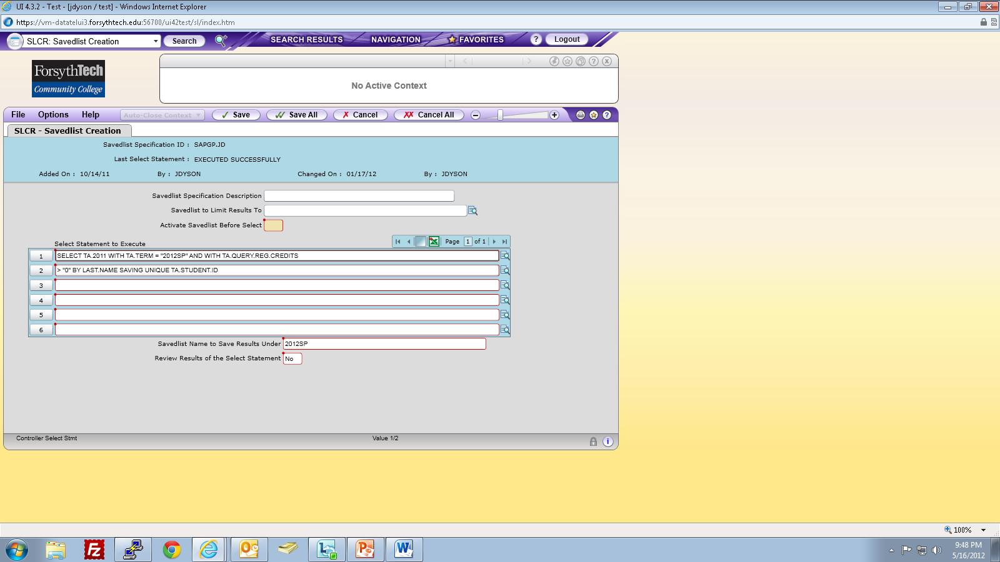 UI 4.3.2 - Test - [jdyson / test] - Windows Internet Explorer
https://vm-datatelui3.forsythtech.edu:56700/ui42test/sl/index.htm
SLCR: Savedlist Creation Search SEARCH RESULTS NAVIGATION FAVORITES ? Logout
ForsythTech
Community College
No Active Context
File Options Help Auto-Close Context Save Save All Cancel Cancel All
SLCR - Savedlist Creation
Savedlist Specification ID : SAPGP.JD
Last Select Statement : EXECUTED SUCCESSFULLY
Added On : 10/14/11 By : JDYSON Changed On : 01/17/12 By : JDYSON
Savedlist Specification Description
Savedlist to Limit Results To
Activate Savedlist Before Select
Select Statement to Execute Page 1 of 1
1 SELECT TA.2011 WITH TA.TERM = "2012SP" AND WITH TA.QUERY.REG.CREDITS
2 > "0" BY LAST.NAME SAVING UNIQUE TA.STUDENT.ID
3
4
5
6
Savedlist Name to Save Results Under 2012SP
Review Results of the Select Statement No
Controller Select Stmt Value 1/2
100%
9:48 PM
5/16/2012